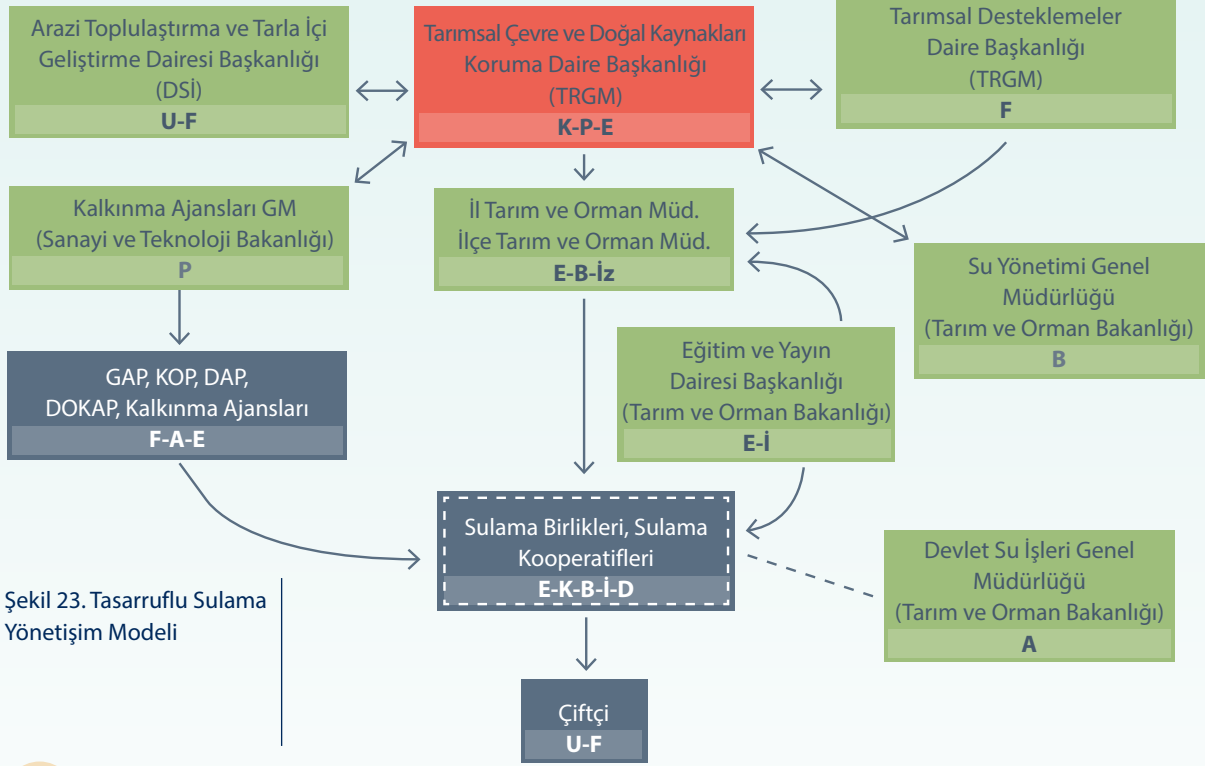 Arazi Toplulaştırma ve Tarla İçi
Geliştirme Dairesi Başkanlığı
(DSİ)
U-F
Tarımsal Çevre ve Doğal Kaynakları
Koruma Daire Başkanlığı
(TRGM)
K-P-E
Tarımsal Desteklemeler
Daire Başkanlığı
(TRGM)
F
Kalkınma Ajansları GM
(Sanayi ve Teknoloji Bakanlığı)
P
İl Tarım ve Orman Müd.
İlçe Tarım ve Orman Müd.
E-B-İz
Su Yönetimi Genel
Müdürlüğü
(Tarım ve Orman Bakanlığı)
B
Eğitim ve Yayın
Dairesi Başkanlığı
(Tarım ve Orman Bakanlığı)
E-İ
GAP, KOP, DAP,
DOKAP, Kalkınma Ajansları
F-A-E
Sulama Birlikleri, Sulama
Kooperatifleri
E-K-B-İ-D
Devlet Su İşleri Genel
Müdürlüğü
(Tarım ve Orman Bakanlığı)
A
Şekil 23. Tasarruflu Sulama
Yönetişim Modeli
Çiftçi
U-F